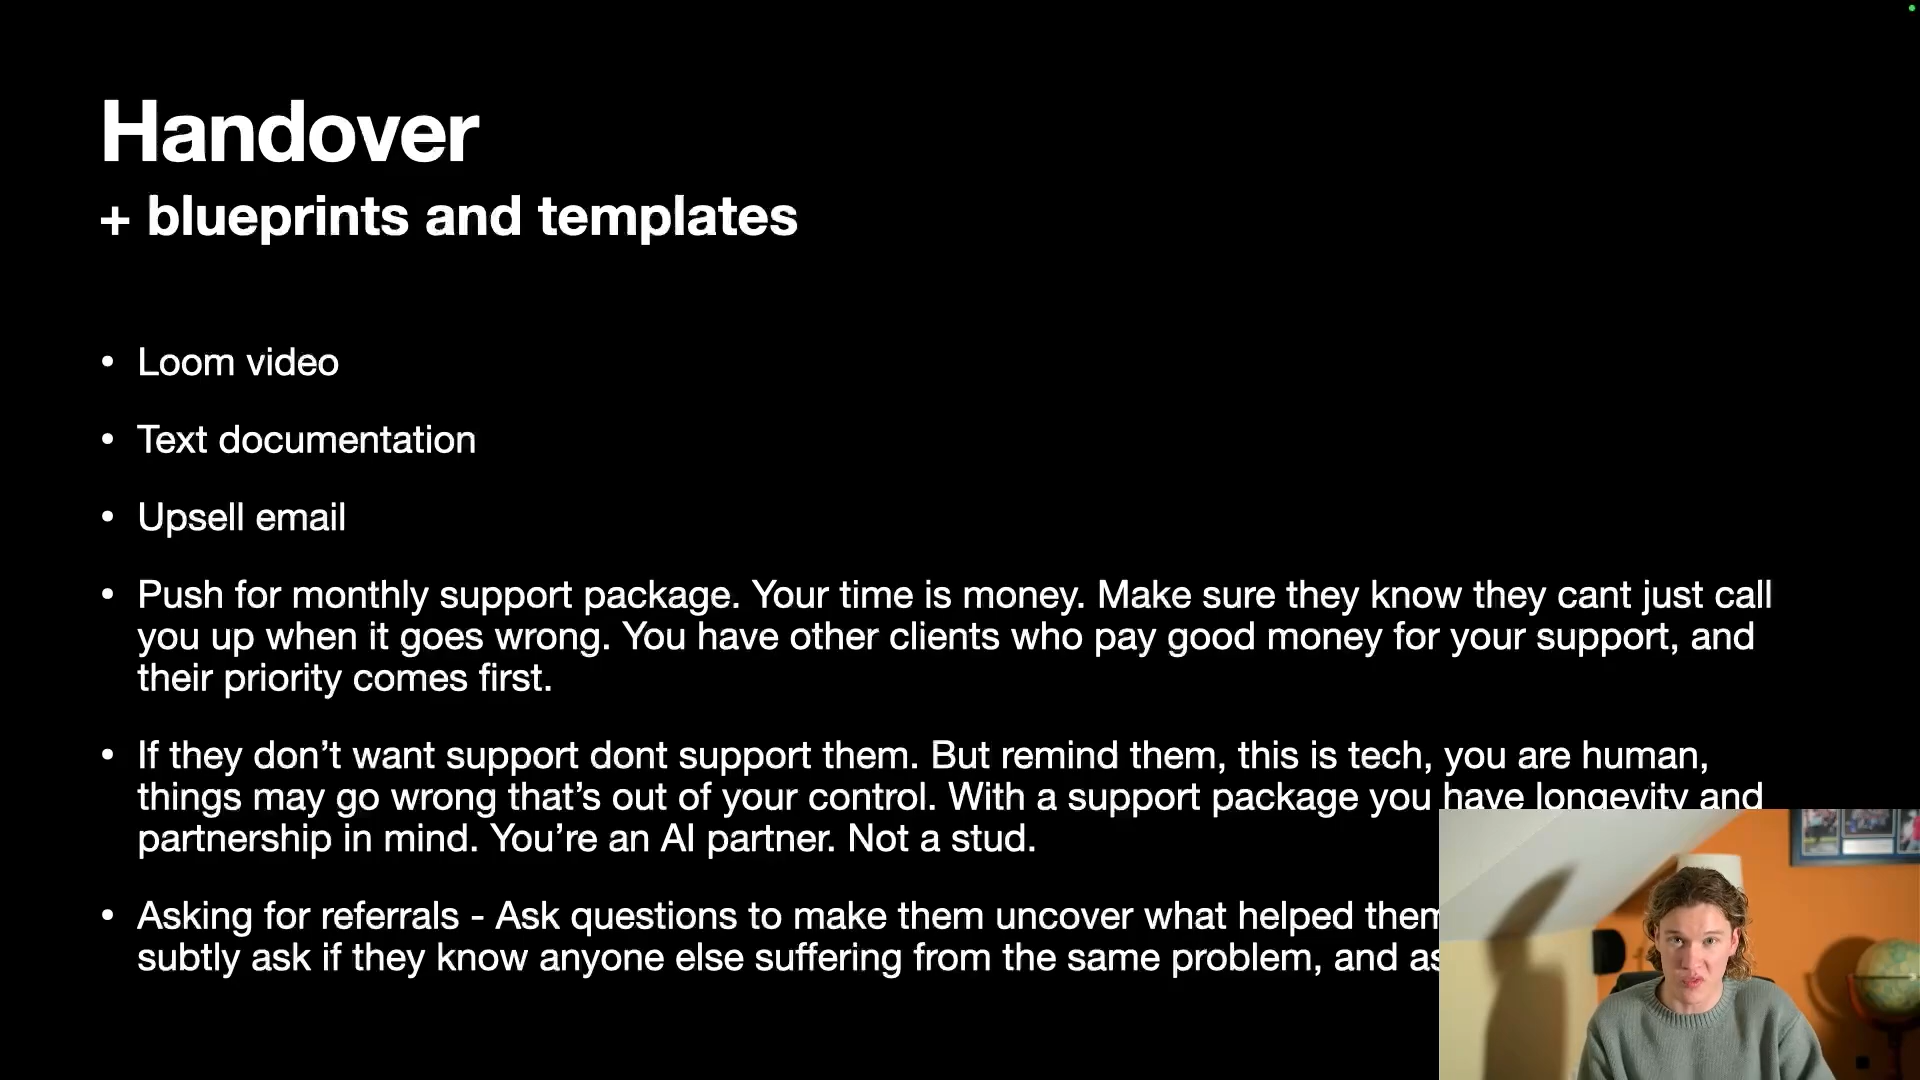 Handover
+ blueprints and templates
• Loom video
• Text documentation
• Upsell email
• Push for monthly support package. Your time is money. Make sure they know they cant just call
you up when it goes wrong. You have other clients who pay good money for your support, and
their priority comes first.
• If they don’t want support dont support them. But remind them, this is tech, you are human,
things may go wrong that’s out of your control. With a support package you have longevity and
partnership in mind. You’re an AI partner. Not a stud.
• Asking for referrals - Ask questions to make them uncover what helped them
subtly ask if they know anyone else suffering from the same problem, and